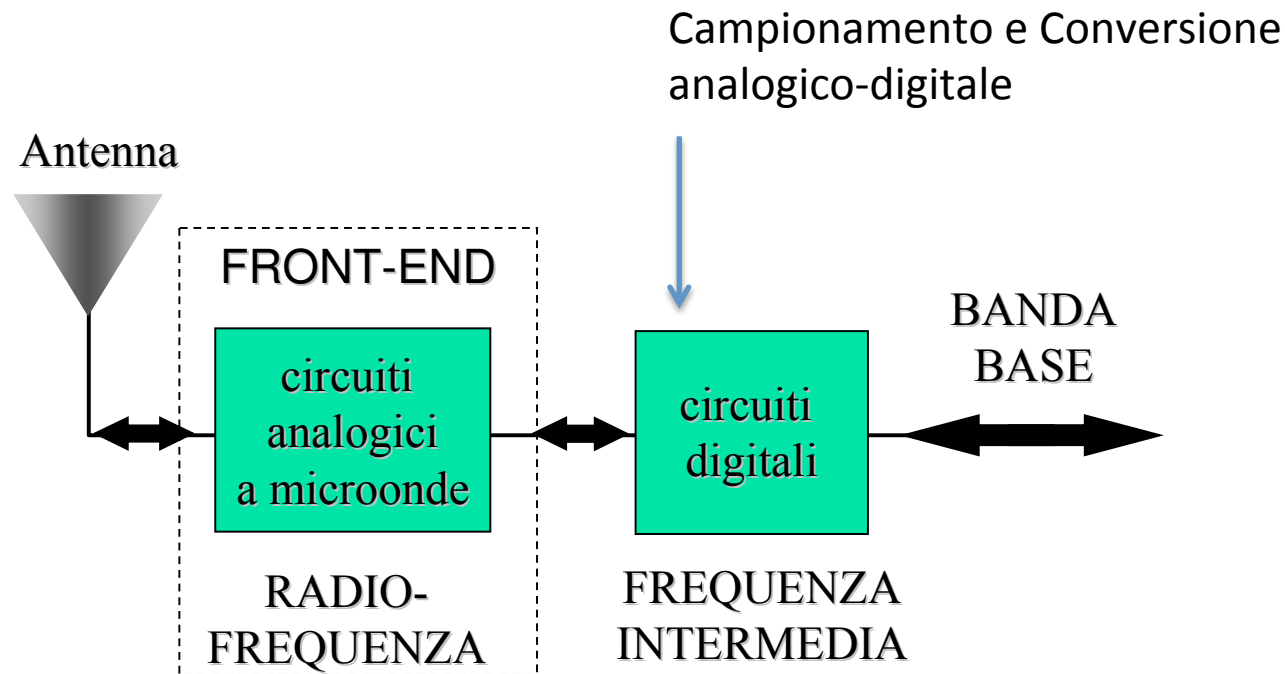 Campionamento e Conversione
analogico-digitale
Antenna
FRONT-END
circuiti
analogici
a microonde
RADIO-
FREQUENZA
circuiti
digitali
FREQUENZA
INTERMEDIA
BANDA
BASE